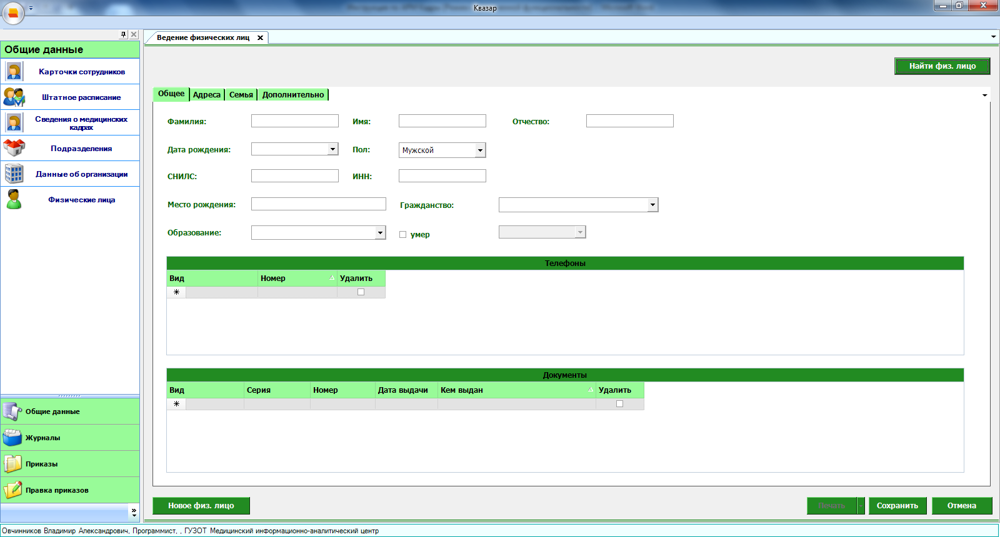 Квазар
Общие данные
Карточки сотрудников
Штатное расписание
Сведения о медицинских
кадрах
Подразделения
Данные об организации
Физические лица
Общие данные
Журналы
Приказы
Правка приказов
Ведение физических лиц
Найти физ. лицо
Общее Адреса Семья Дополнительно
Фамилия: Имя: Отчество:
Дата рождения: Пол: Мужской
СНИЛС: ИНН:
Место рождения: Гражданство:
Образование: умер
Телефоны
Вид Номер Удалить
Документы
Вид Серия Номер Дата выдачи Кем выдан Удалить
Новое физ. лицо Печать Сохранить Отмена
Овчинников Владимир Александрович, Программист, , ГУЗОТ Медицинский информационно-аналитический центр